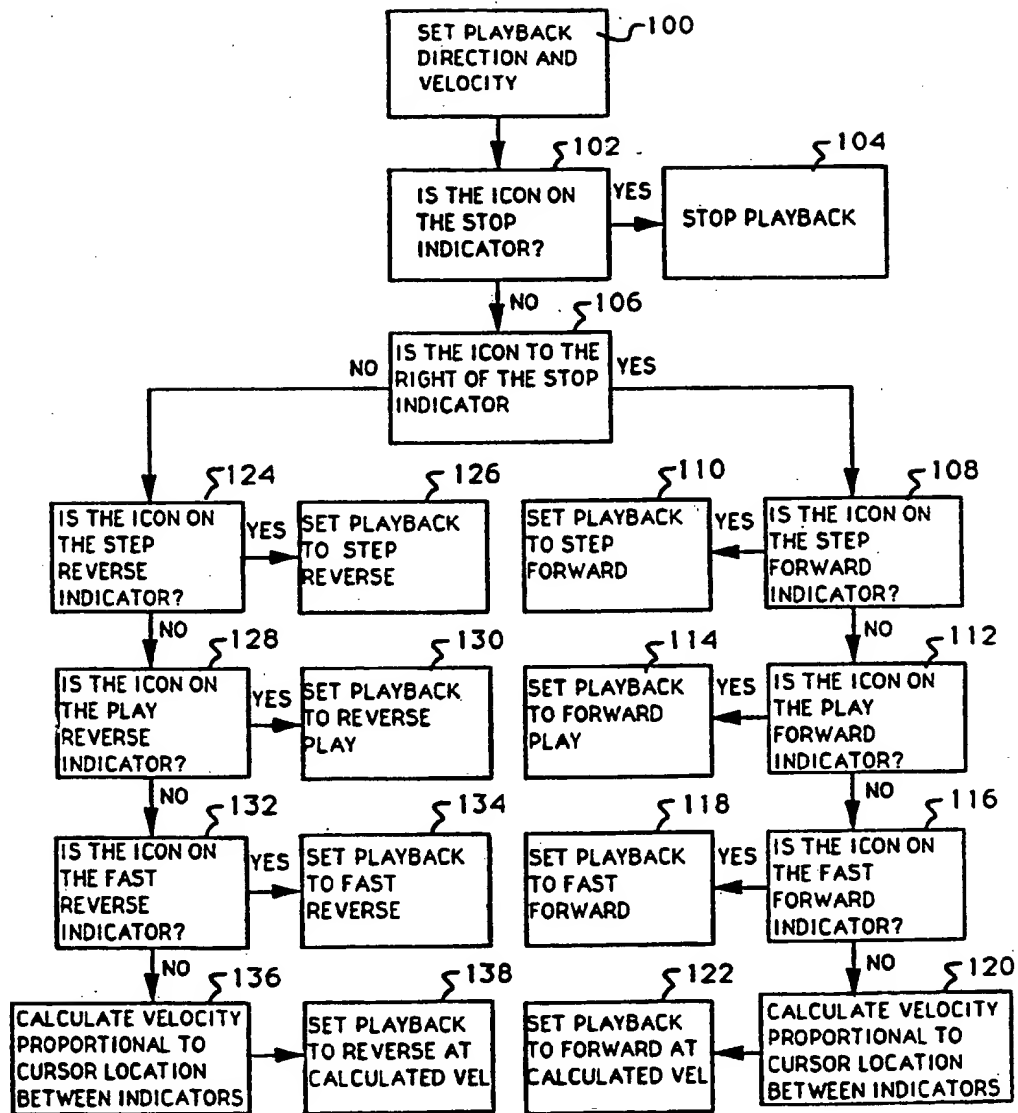 SET PLAYBACK
DIRECTION AND
VELOCITY
100
102
IS THE ICON ON
THE STOP
INDICATOR?
YES
104
STOP PLAYBACK
NO
106
IS THE ICON TO THE
RIGHT OF THE STOP
INDICATOR
NO
YES
124
IS THE ICON ON
THE STEP
REVERSE
INDICATOR?
YES
126
SET PLAYBACK
TO STEP
REVERSE
110
SET PLAYBACK
TO STEP
FORWARD
YES
108
IS THE ICON ON
THE STEP
FORWARD
INDICATOR?
NO
NO
128
IS THE ICON ON
THE PLAY
REVERSE
INDICATOR?
YES
130
SET PLAYBACK
TO REVERSE
PLAY
114
SET PLAYBACK
TO FORWARD
PLAY
YES
112
IS THE ICON ON
THE PLAY
FORWARD
INDICATOR?
NO
NO
132
IS THE ICON ON
THE FAST
REVERSE
INDICATOR?
YES
134
SET PLAYBACK
TO FAST
REVERSE
118
SET PLAYBACK
TO FAST
FORWARD
YES
116
IS THE ICON ON
THE FAST
FORWARD
INDICATOR?
NO
NO
136
CALCULATE VELOCITY
PROPORTIONAL TO
CURSOR LOCATION
BETWEEN INDICATORS
138
SET PLAYBACK
TO REVERSE AT
CALCULATED VEL
122
SET PLAYBACK
TO FORWARD AT
CALCULATED VEL
120
CALCULATE VELOCITY
PROPORTIONAL TO
CURSOR LOCATION
BETWEEN INDICATORS